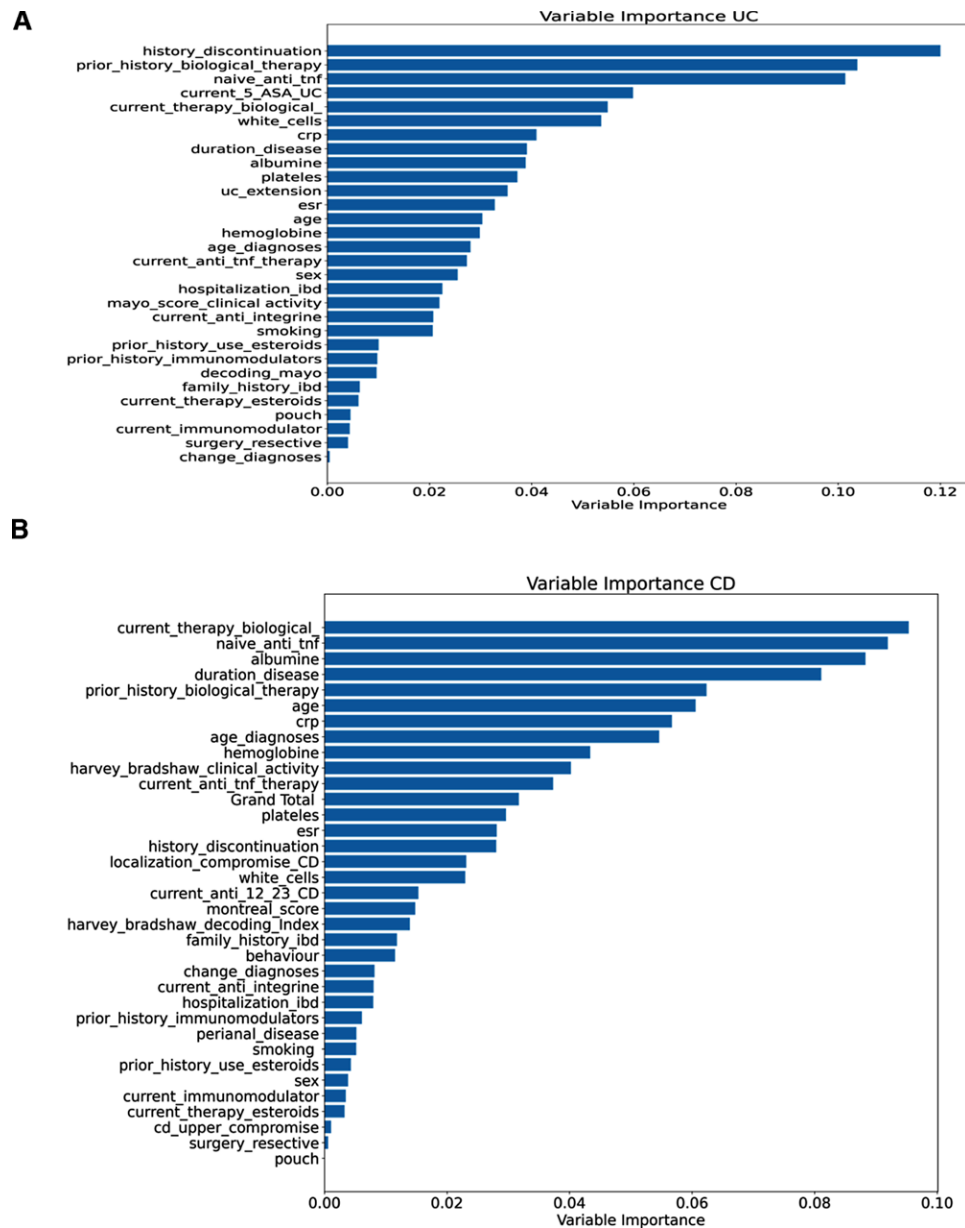 A
Variable Importance UC
history_discontinuation
prior_history_biological_therapy
naive_anti_tnf
current_5_ASA_UC
current_therapy_biological_
white_cells
crp
duration_disease
albumine
plateles
uc_extension
esr
age
hemoglobine
age_diagnoses
current_anti_tnf_therapy
sex
hospitalization_ibd
mayo_score_clinical activity
current_anti_integrine
smoking
prior_history_use_esteroids
prior_history_immunomodulators
decoding_mayo
family_history_ibd
current_therapy_esteroids
pouch
current_immunomodulator
surgery_resective
change_diagnoses
0.00 0.02 0.04 0.06 0.08 0.10 0.12
Variable Importance
B
Variable Importance CD
current_therapy_biological_
naive_anti_tnf
albumine
duration_disease
prior_history_biological_therapy
age
crp
age_diagnoses
hemoglobine
harvey_bradshaw_clinical_activity
current_anti_tnf_therapy
Grand Total
plateles
esr
history_discontinuation
localization_compromise_CD
white_cells
current_anti_12_23_CD
montreal_score
harvey_bradshaw_decoding_Index
family_history_ibd
behaviour
change_diagnoses
current_anti_integrine
hospitalization_ibd
prior_history_immunomodulators
perianal_disease
smoking
prior_history_use_esteroids
sex
current_immunomodulator
current_therapy_esteroids
cd_upper_compromise
surgery_resective
pouch
0.00 0.02 0.04 0.06 0.08 0.10
Variable Importance